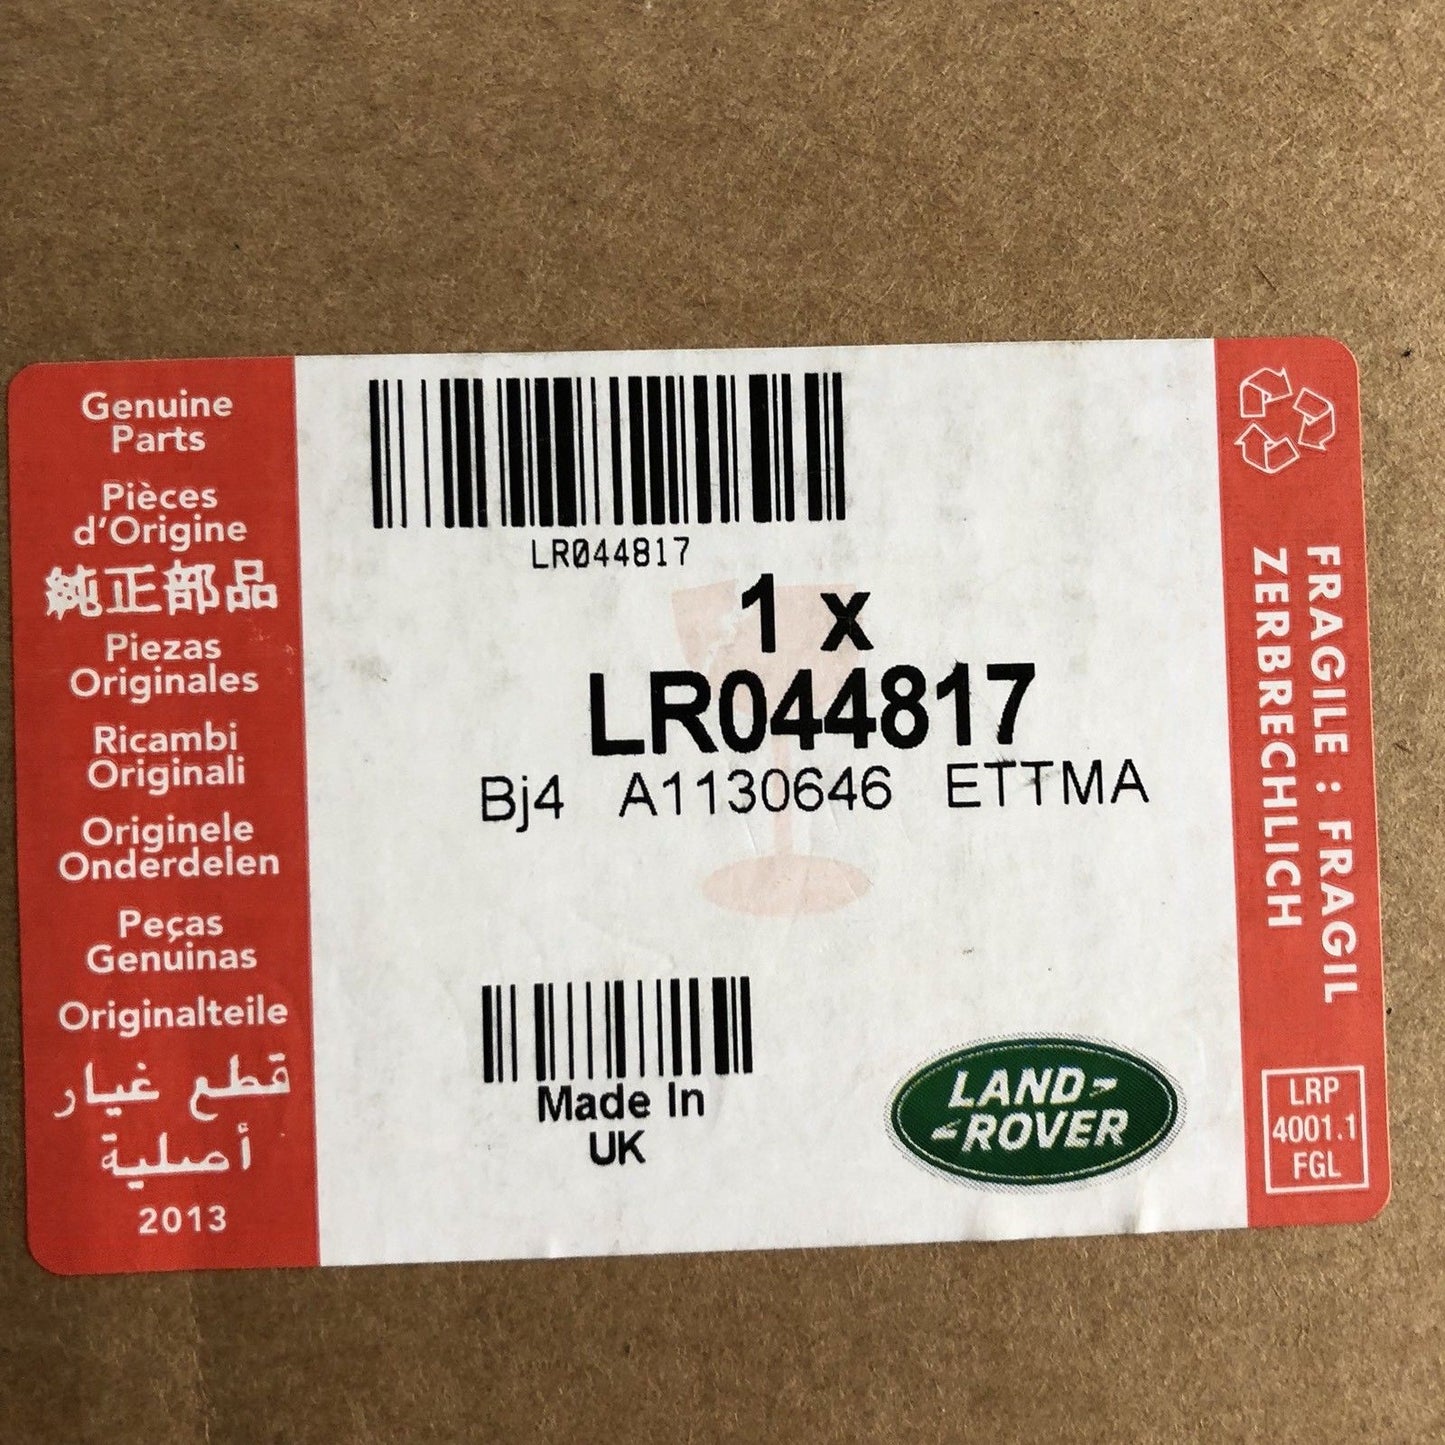 Genuine
Parts
Pièces
d'Origine
純正部品
Piezas
Originales
Ricambi
Originali
Originele
Onderdelen
Peças
Genuinas
Originalteile
قطع غيار
أصلية
2013
LR044817
1 x
LR044817
Bj4 A1130646 ETTMA
Made In
UK
LAND
ROVER
FRAGILE : FRAGIL
ZERBRECHLICH
LRP
4001.1
FGL